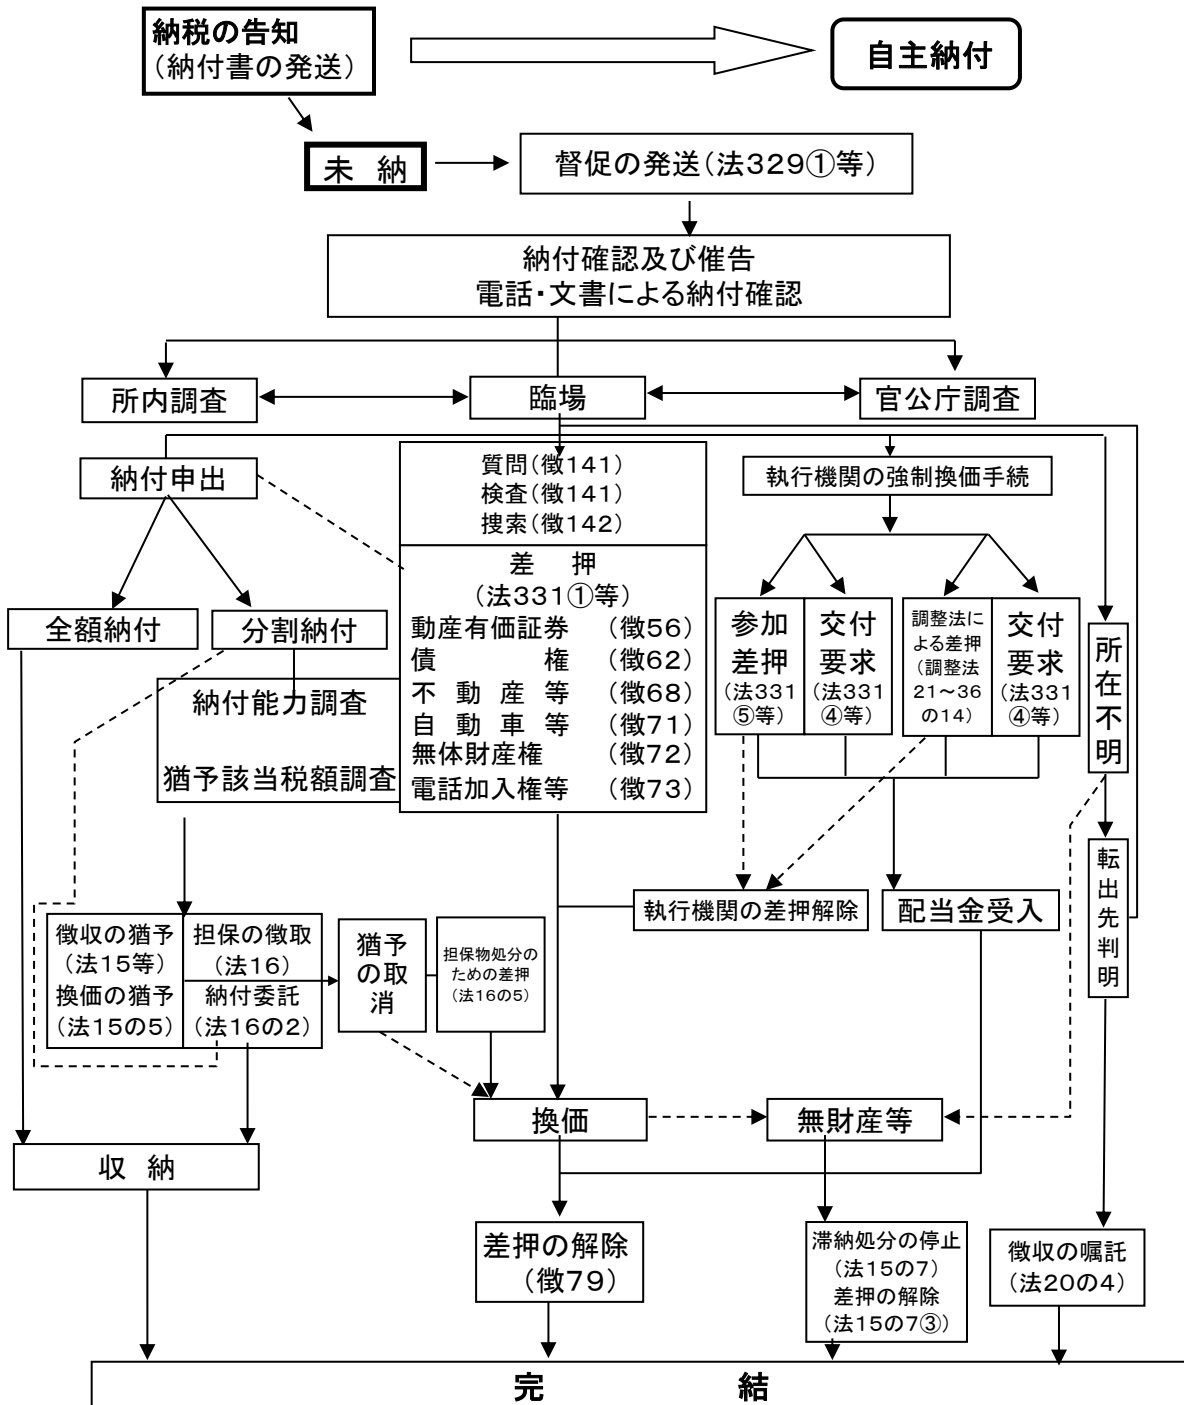 納税の告知
(納付書の発送)
自主納付
未 納
督促の発送(法329①等)
納付確認及び催告
電話・文書による納付確認
所内調査
臨場
官公庁調査
納付申出
質問(徴141)
検査(徴141)
捜索(徴142)
執行機関の強制換価手続
差 押
(法331①等)
動産有価証券 (徴56)
債 権 (徴62)
不 動 産 等 (徴68)
自 動 車 等 (徴71)
無体財産権 (徴72)
電話加入権等 (徴73)
全額納付
分割納付
納付能力調査
猶予該当税額調査
参加
差押
(法331
⑤等)
交付
要求
(法331
④等)
調整法に
よる差押
(調整法
21～36
の14)
交付
要求
(法331
④等)
所在不明
転出先判明
執行機関の差押解除
配当金受入
徴収の猶予
(法15等)
換価の猶予
(法15の5)
担保の徴取
(法16)
納付委託
(法16の2)
猶予
の取
消
担保物処分の
ための差押
(法16の5)
換価
無財産等
収 納
差押の解除
(徴79)
滞納処分の停止
(法15の7)
差押の解除
(法15の7③)
徴収の嘱託
(法20の4)
完 結